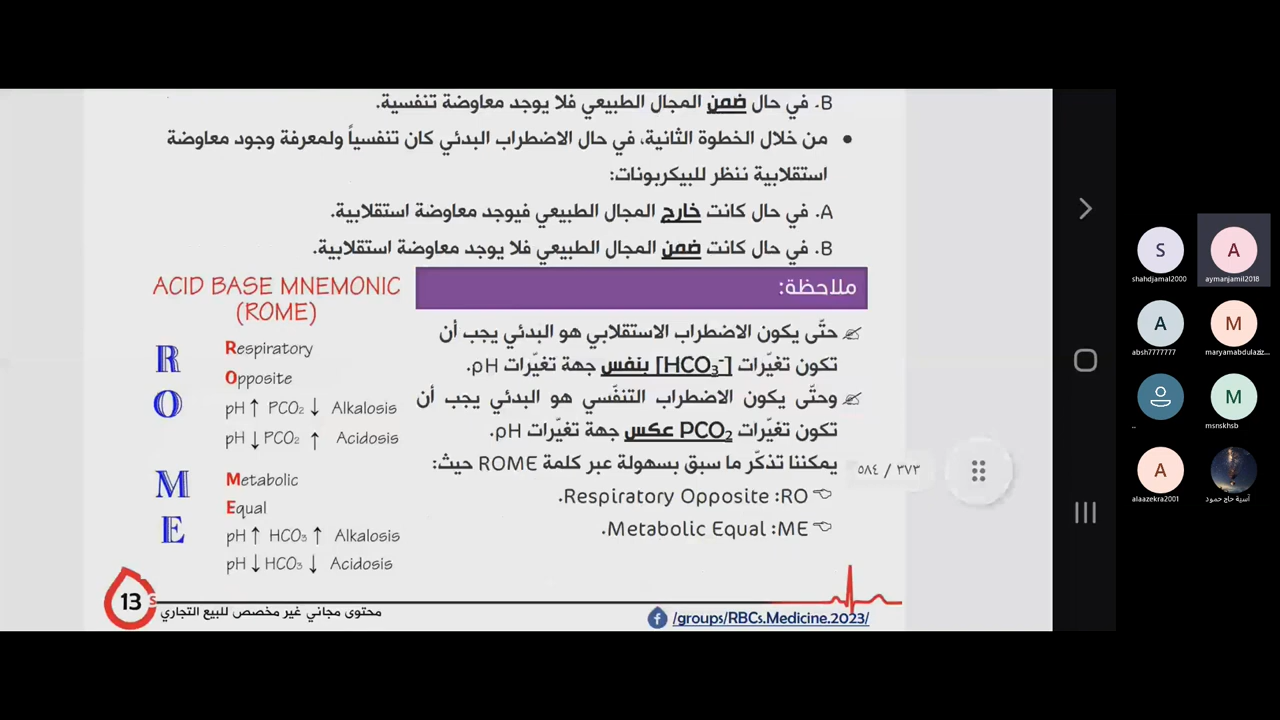 B. في حال ضمن المجال الطبيعي فلا يوجد معاوضة تنفسية.
• من خلال الخطوة الثانية، في حال الاضطراب البدئي كان تنفسياً ولمعرفة وجود معاوضة
استقلابية ننظر للبيكربونات:
A. في حال كانت خارج المجال الطبيعي فيوجد معاوضة استقلابية.
B. في حال كانت ضمن المجال الطبيعي فلا يوجد معاوضة استقلابية.
ملاحظة:
حتّى يكون الاضطراب الاستقلابي هو البدئي يجب أن
تكون تغيّرات [HCO₃⁻] بنفس جهة تغيّرات pH.
وحتّى يكون الاضطراب التنفّسي هو البدئي يجب أن
تكون تغيّرات PCO₂ عكس جهة تغيّرات pH.
يمكننا تذكّر ما سبق بسهولة عبر كلمة ROME حيث:
RO: Respiratory Opposite.
ME: Metabolic Equal.
ACID BASE MNEMONIC
(ROME)
R Respiratory
O Opposite
pH ↑ PCO₂ ↓ Alkalosis
pH ↓ PCO₂ ↑ Acidosis
M Metabolic
E Equal
pH ↑ HCO₃ ↑ Alkalosis
pH ↓ HCO₃ ↓ Acidosis
٣٧٣ / ٥٨٤
13
s
محتوى مجاني غير مخصص للبيع التجاري
f /groups/RBCs.Medicine.2023/
S
shahdjamal2000
A
aymanjamil2018
A
absh7777777
M
maryamabdulaziz...
..
M
msnskhsb
A
alaazekra2001
آسية حاج حمود